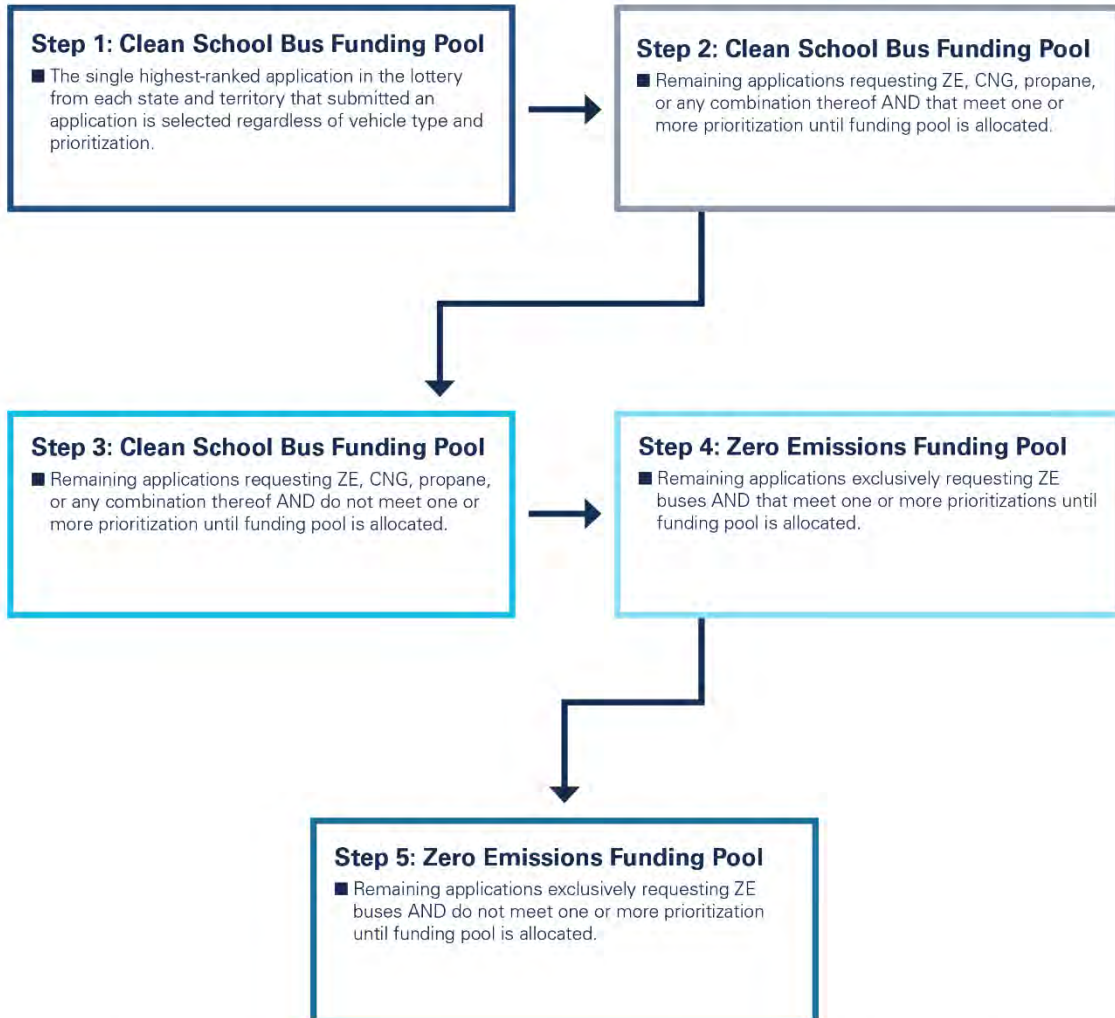 Step 1: Clean School Bus Funding Pool
■ The single highest-ranked application in the lottery
from each state and territory that submitted an
application is selected regardless of vehicle type and
prioritization.
Step 2: Clean School Bus Funding Pool
■ Remaining applications requesting ZE, CNG, propane,
or any combination thereof AND that meet one or
more prioritization until funding pool is allocated.
Step 3: Clean School Bus Funding Pool
■ Remaining applications requesting ZE, CNG, propane,
or any combination thereof AND do not meet one or
more prioritization until funding pool is allocated.
Step 4: Zero Emissions Funding Pool
■ Remaining applications exclusively requesting ZE
buses AND that meet one or more prioritizations until
funding pool is allocated.
Step 5: Zero Emissions Funding Pool
■ Remaining applications exclusively requesting ZE
buses AND do not meet one or more prioritization
until funding pool is allocated.